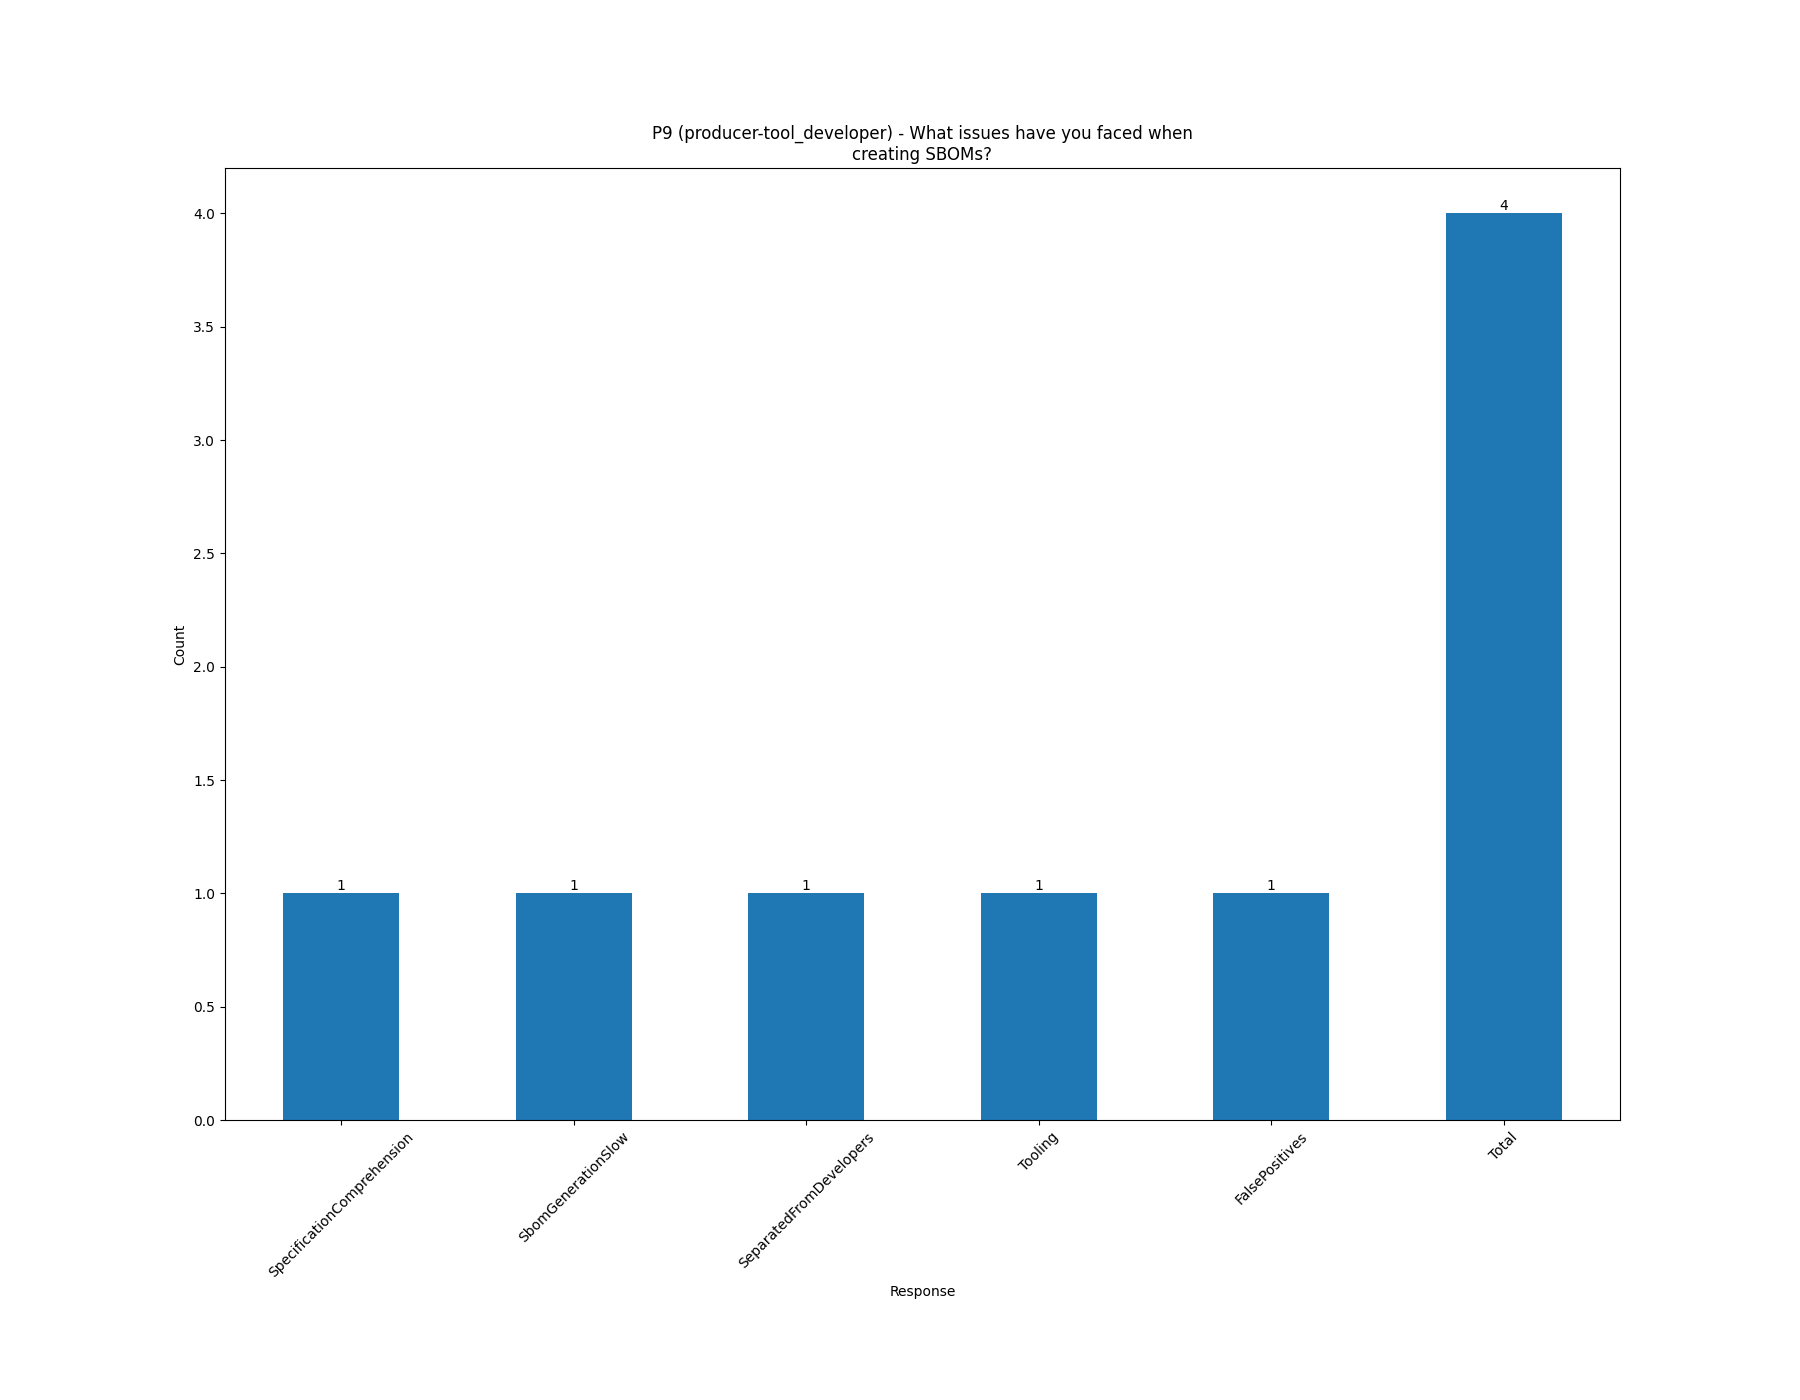 P9 (producer-tool_developer) - What issues have you faced when
creating SBOMs?
4.0
3.5
3.0
2.5
2.0
1.5
1.0
0.5
0.0
Count
1
1
1
1
1
4
SpecificationComprehension
SbomGenerationSlow
SeparatedFromDevelopers
Tooling
FalsePositives
Total
Response